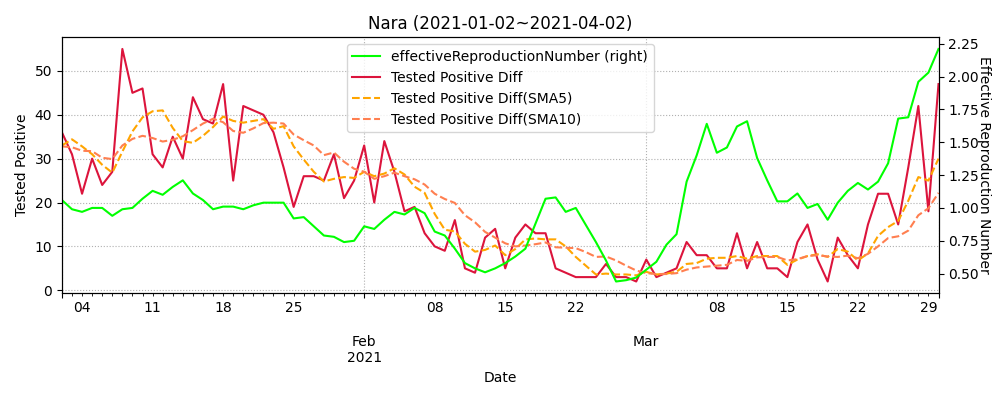 Nara (2021-01-02~2021-04-02)
effectiveReproductionNumber (right)
Tested Positive Diff
Tested Positive Diff(SMA5)
Tested Positive Diff(SMA10)
Tested Positive
50
40
30
20
10
0
2.25
2.00
1.75
1.50
1.25
1.00
0.75
0.50
Effective Reproduction Number
04 11 18 25 08 15 22 08 15 22 29
Feb Mar
2021
Date